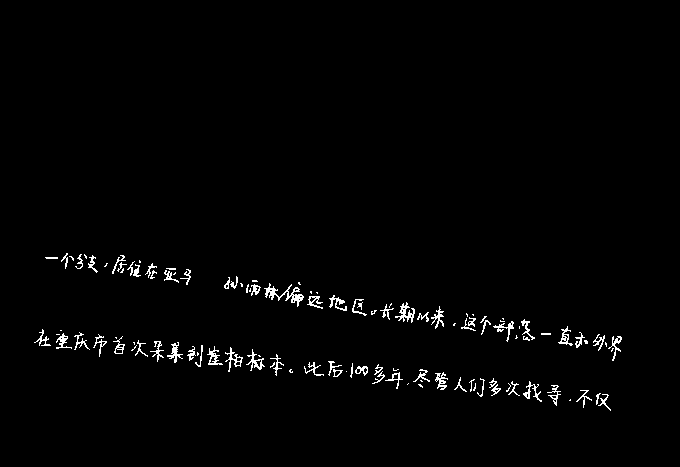 一个分支,居住在亚马 孙雨林偏远地区。长期以来,这个部落一直未外界
在重庆市首次采集到崖柏标本。此后100多年,尽管人们多次找寻,不仅